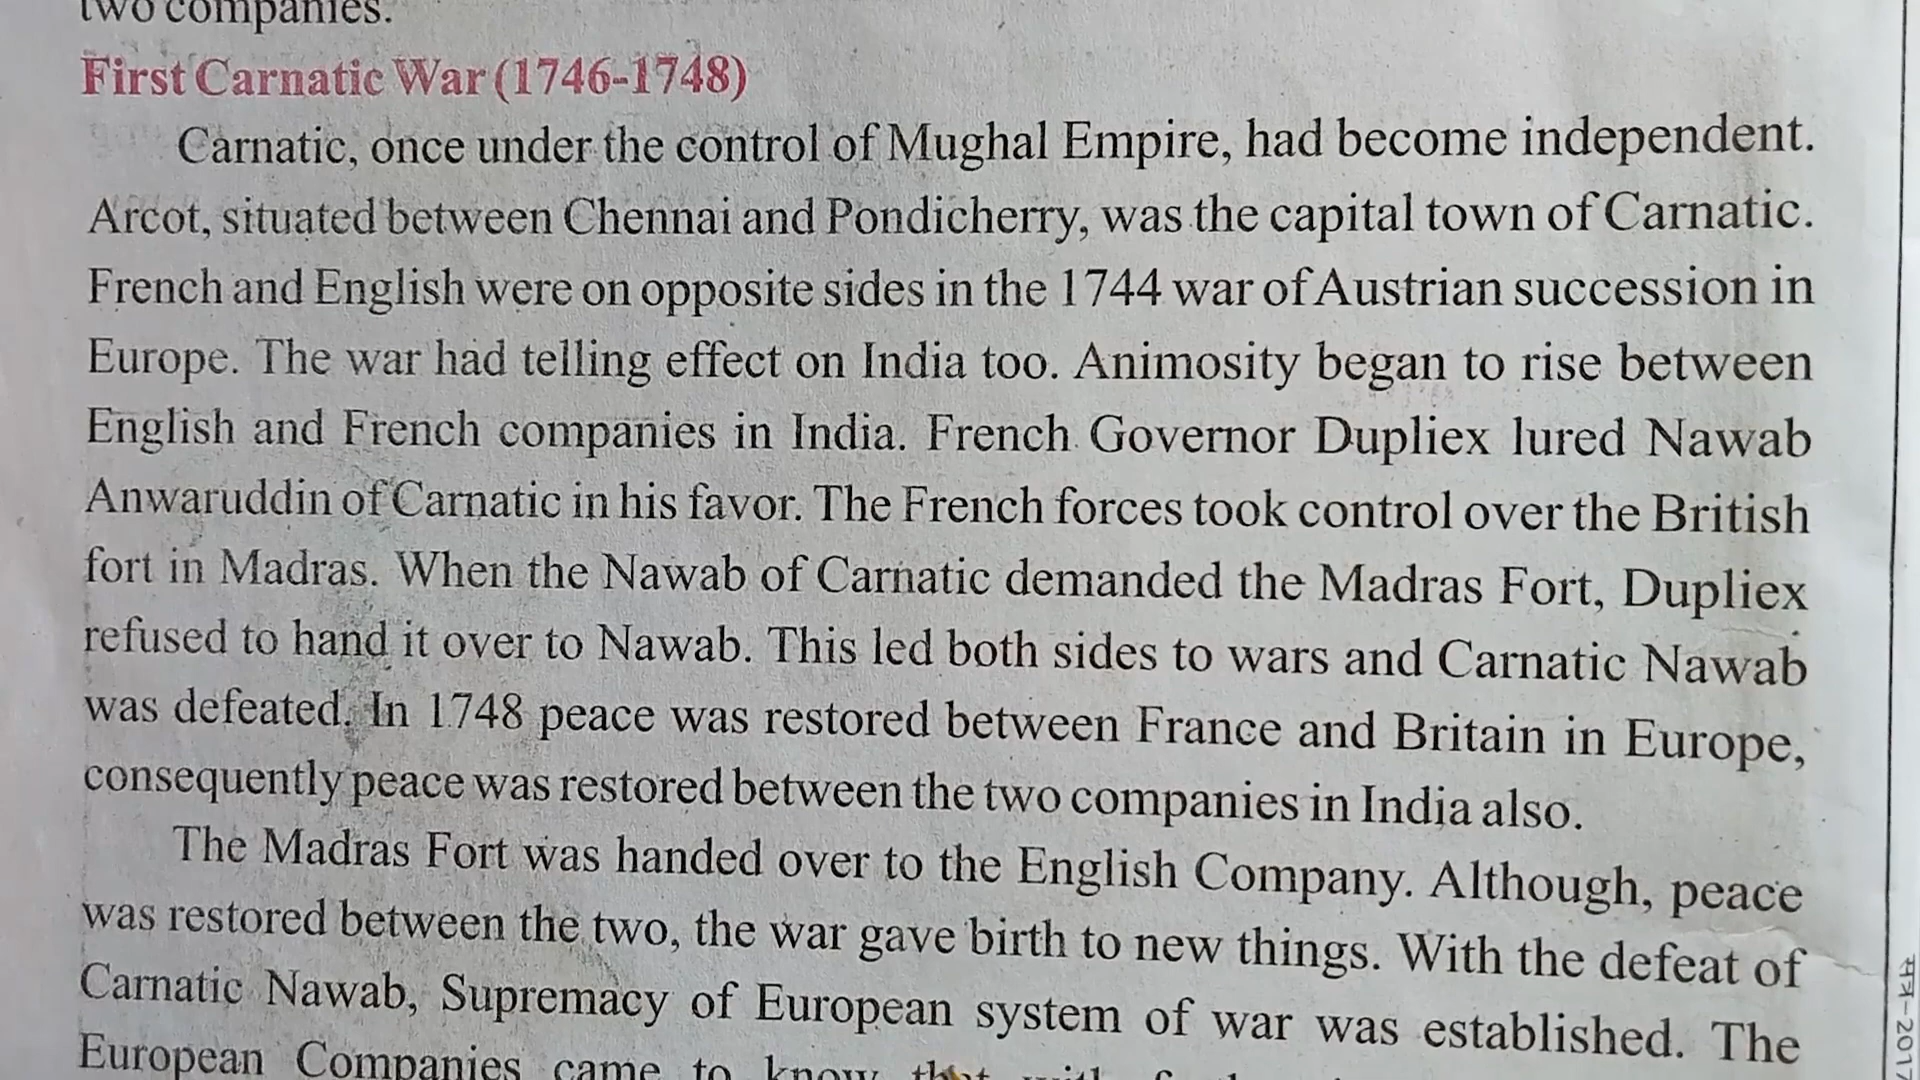 two companies.
First Carnatic War (1746-1748)
Carnatic, once under the control of Mughal Empire, had become independent.
Arcot, situated between Chennai and Pondicherry, was the capital town of Carnatic.
French and English were on opposite sides in the 1744 war of Austrian succession in
Europe. The war had telling effect on India too. Animosity began to rise between
English and French companies in India. French Governor Dupliex lured Nawab
Anwaruddin of Carnatic in his favor. The French forces took control over the British
fort in Madras. When the Nawab of Carnatic demanded the Madras Fort, Dupliex
refused to hand it over to Nawab. This led both sides to wars and Carnatic Nawab
was defeated. In 1748 peace was restored between France and Britain in Europe,
consequently peace was restored between the two companies in India also.
The Madras Fort was handed over to the English Company. Although, peace
was restored between the two, the war gave birth to new things. With the defeat of
Carnatic Nawab, Supremacy of European system of war was established. The
European Companies came to know that with
-2017